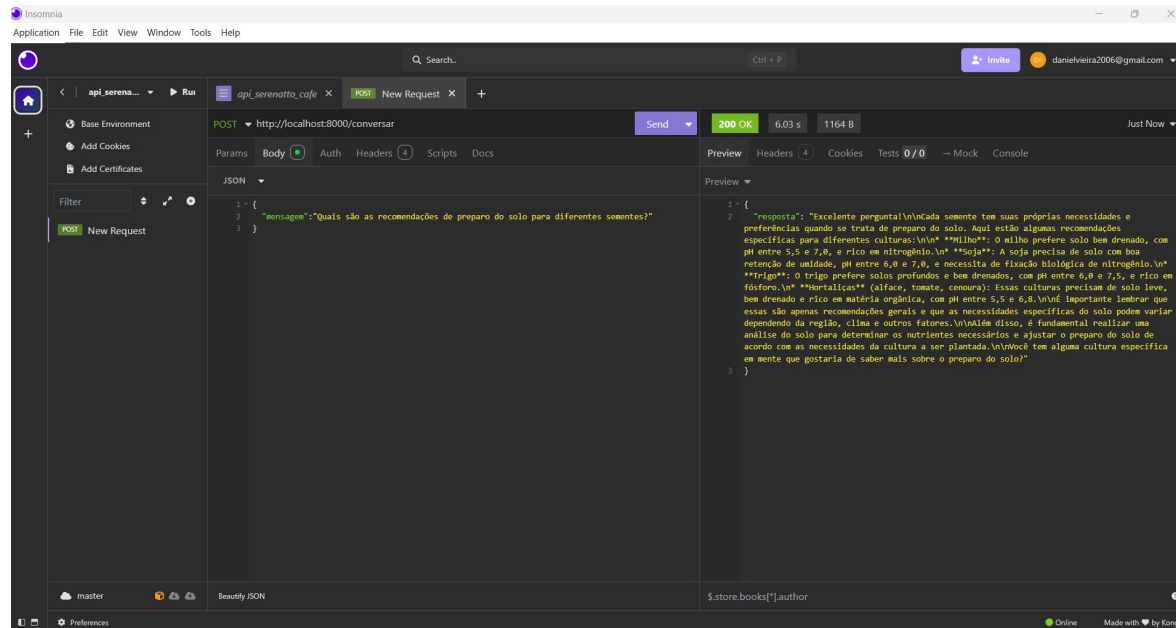 Insomnia
Application File Edit View Window Tools Help
Search.. Ctrl + P Invite DA danielvieira2006@gmail.com
api_serena... Run api_serenatto_cafe POST New Request
Base Environment
Add Cookies
Add Certificates
Filter
POST New Request
POST http://localhost:8000/conversar Send
Params Body Auth Headers 4 Scripts Docs
JSON
1 {
2 "mensagem":"Quais são as recomendações de preparo do solo para diferentes sementes?"
3 }
200 OK 6.03 s 1164 B Just Now
Preview Headers 4 Cookies Tests 0 / 0 → Mock Console
Preview
1 {
2 "resposta": "Excelente pergunta!\n\nCada semente tem suas próprias necessidades e
preferências quando se trata de preparo do solo. Aqui estão algumas recomendações
específicas para diferentes culturas:\n\n* **Milho**: O milho prefere solo bem drenado, com
pH entre 5,5 e 7,0, e rico em nitrogênio.\n* **Soja**: A soja precisa de solo com boa
retenção de umidade, pH entre 6,0 e 7,0, e necessita de fixação biológica de nitrogênio.\n*
**Trigo**: O trigo prefere solos profundos e bem drenados, com pH entre 6,0 e 7,5, e rico em
fósforo.\n* **Hortaliças** (alface, tomate, cenoura): Essas culturas precisam de solo leve,
bem drenado e rico em matéria orgânica, com pH entre 5,5 e 6,8.\n\nÉ importante lembrar que
essas são apenas recomendações gerais e que as necessidades específicas do solo podem variar
dependendo da região, clima e outros fatores.\n\nAlém disso, é fundamental realizar uma
análise do solo para determinar os nutrientes necessários e ajustar o preparo do solo de
acordo com as necessidades da cultura a ser plantada.\n\nVocê tem alguma cultura específica
em mente que gostaria de saber mais sobre o preparo do solo?"
3 }
master Beautify JSON $.store.books[*].author
Preferences Online Made with by Kon